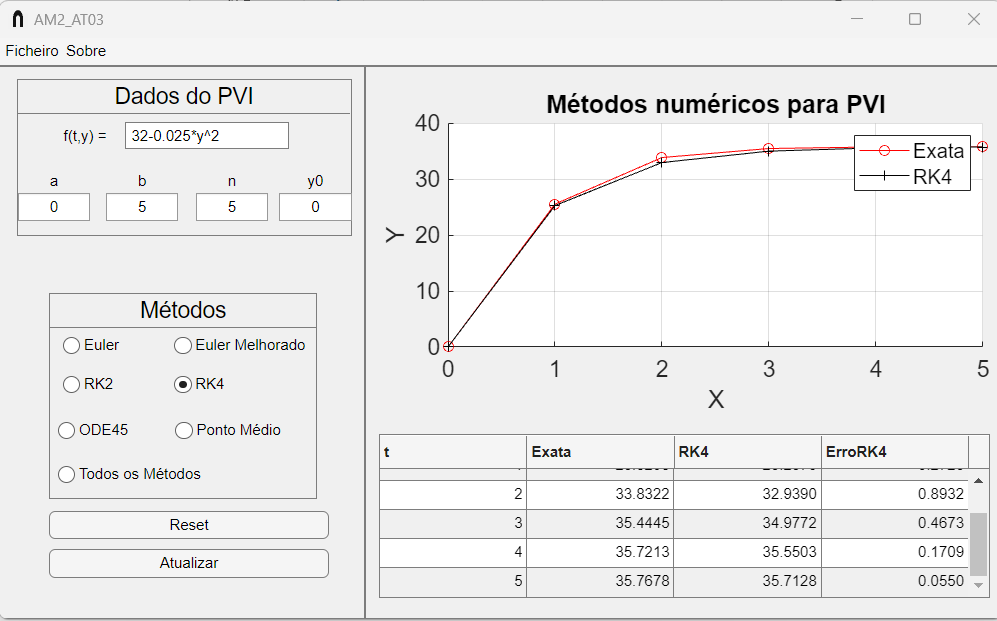 AM2_AT03
Ficheiro Sobre
Dados do PVI
f(t,y) = 32-0.025*y^2
a b n y0
0 5 5 0
Métodos
Euler Euler Melhorado
RK2 RK4
ODE45 Ponto Médio
Todos os Métodos
Reset
Atualizar
Métodos numéricos para PVI
Exata
RK4
40
30
20
10
0
Y
0 1 2 3 4 5
X
t Exata RK4 ErroRK4
2 33.8322 32.9390 0.8932
3 35.4445 34.9772 0.4673
4 35.7213 35.5503 0.1709
5 35.7678 35.7128 0.0550